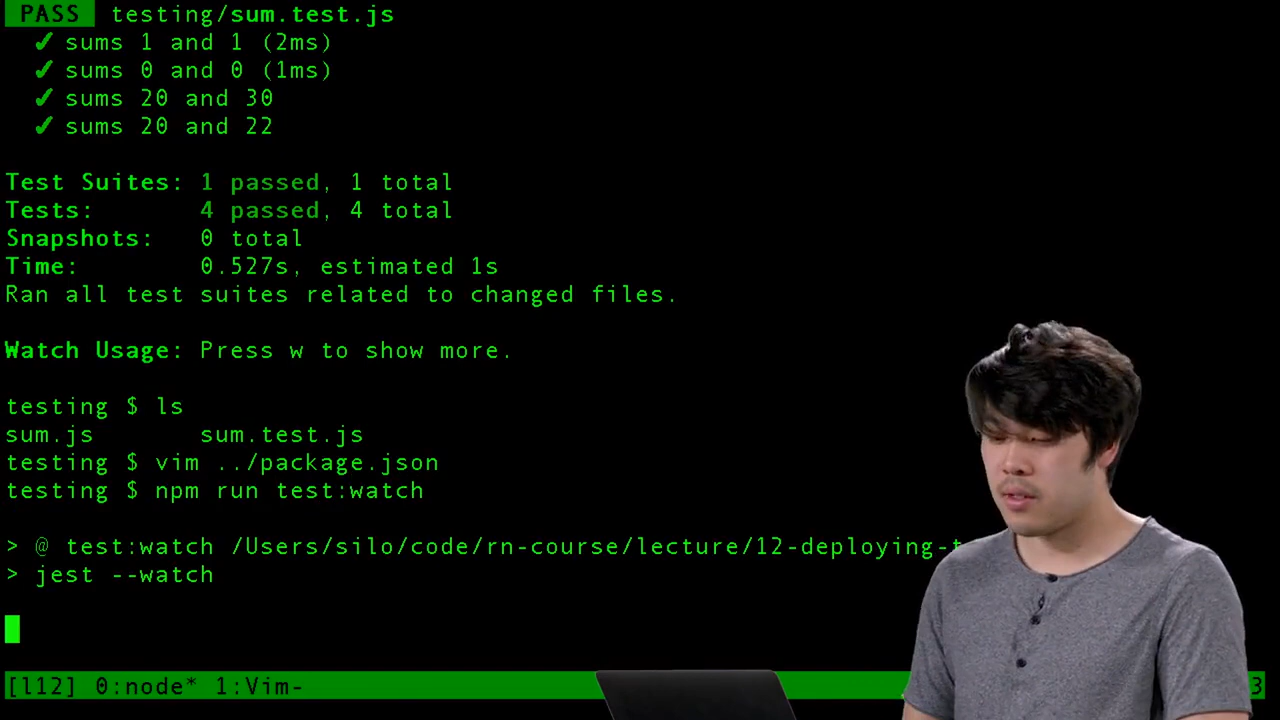 PASS testing/sum.test.js
✓ sums 1 and 1 (2ms)
✓ sums 0 and 0 (1ms)
✓ sums 20 and 30
✓ sums 20 and 22
Test Suites: 1 passed, 1 total
Tests: 4 passed, 4 total
Snapshots: 0 total
Time: 0.527s, estimated 1s
Ran all test suites related to changed files.
Watch Usage: Press w to show more.
testing $ ls
sum.js sum.test.js
testing $ vim ../package.json
testing $ npm run test:watch
> @ test:watch /Users/silo/code/rn-course/lecture/12-deploying-t
> jest --watch
[l12] 0:node* 1:Vim- 3